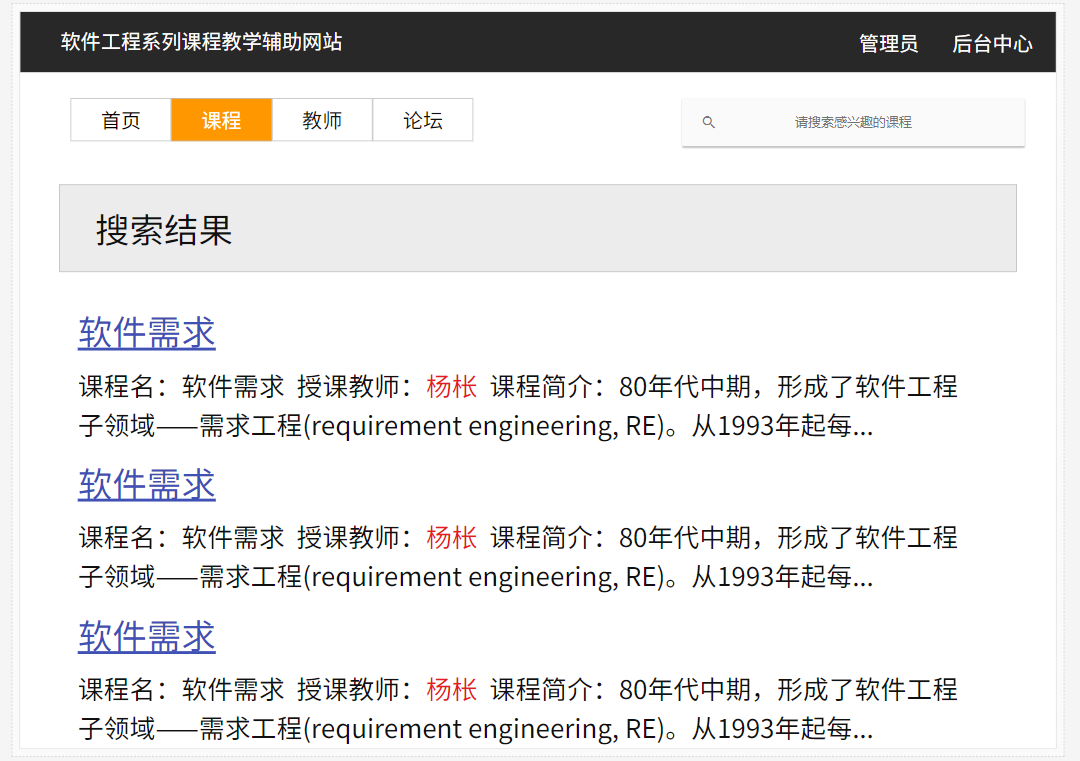 软件工程系列课程教学辅助网站 管理员 后台中心
首页 课程 教师 论坛 请搜索感兴趣的课程
搜索结果
软件需求
课程名：软件需求 授课教师：杨枨 课程简介：80年代中期，形成了软件工程
子领域——需求工程(requirement engineering, RE)。从1993年起每...
软件需求
课程名：软件需求 授课教师：杨枨 课程简介：80年代中期，形成了软件工程
子领域——需求工程(requirement engineering, RE)。从1993年起每...
软件需求
课程名：软件需求 授课教师：杨枨 课程简介：80年代中期，形成了软件工程
子领域——需求工程(requirement engineering, RE)。从1993年起每...